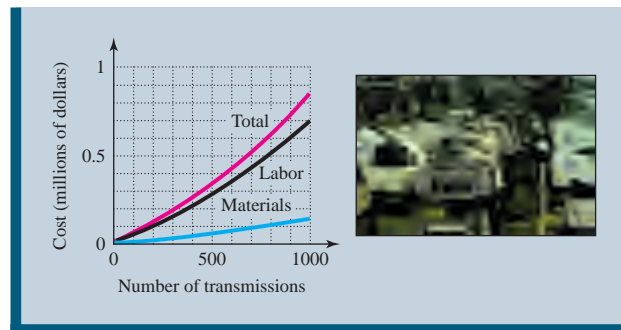 Cost (millions of dollars)
1
0.5
0
Total
Labor
Materials
0 500 1000
Number of transmissions